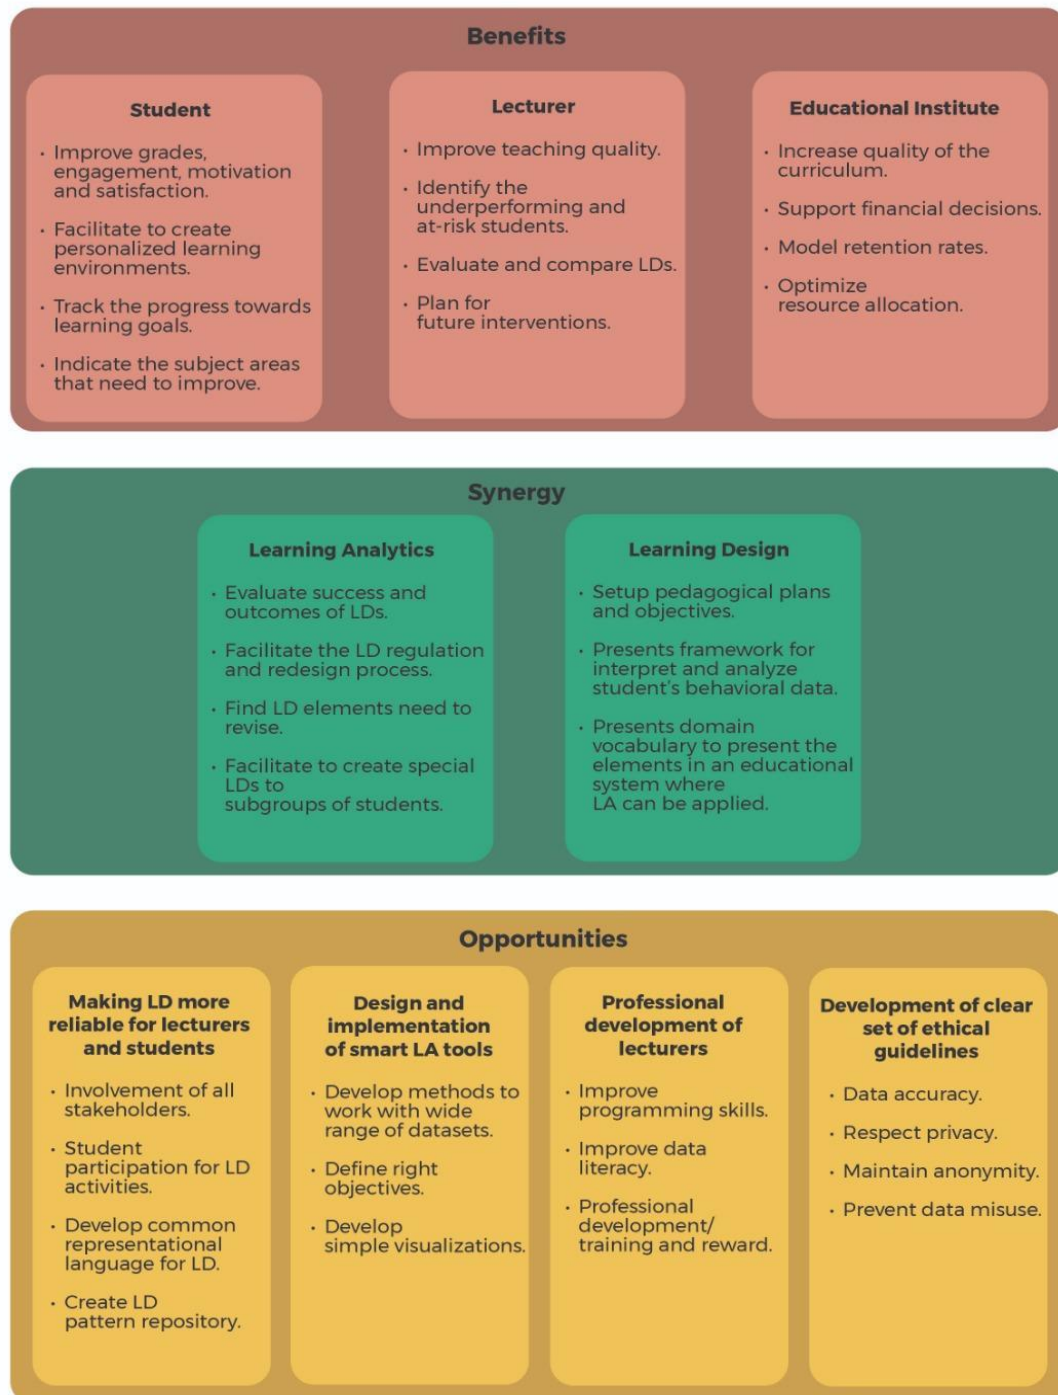 Benefits
Student
• Improve grades,
engagement, motivation
and satisfaction.
• Facilitate to create
personalized learning
environments.
• Track the progress towards
learning goals.
• Indicate the subject areas
that need to improve.
Lecturer
• Improve teaching quality.
• Identify the
underperforming and
at-risk students.
• Evaluate and compare LDs.
• Plan for
future interventions.
Educational Institute
• Increase quality of the
curriculum.
• Support financial decisions.
• Model retention rates.
• Optimize
resource allocation.
Synergy
Learning Analytics
• Evaluate success and
outcomes of LDs.
• Facilitate the LD regulation
and redesign process.
• Find LD elements need to
revise.
• Facilitate to create special
LDs to
subgroups of students.
Learning Design
• Setup pedagogical plans
and objectives.
• Presents framework for
interpret and analyze
student's behavioral data.
• Presents domain
vocabulary to present the
elements in an educational
system where
LA can be applied.
Opportunities
Making LD more
reliable for lecturers
and students
• Involvement of all
stakeholders.
• Student
participation for LD
activities.
• Develop common
representational
language for LD.
• Create LD
pattern repository.
Design and
implementation
of smart LA tools
• Develop methods to
work with wide
range of datasets.
• Define right
objectives.
• Develop
simple visualizations.
Professional
development of
lecturers
• Improve
programming skills.
• Improve data
literacy.
• Professional
development/
training and reward.
Development of clear
set of ethical
guidelines
• Data accuracy.
• Respect privacy.
• Maintain anonymity.
• Prevent data misuse.